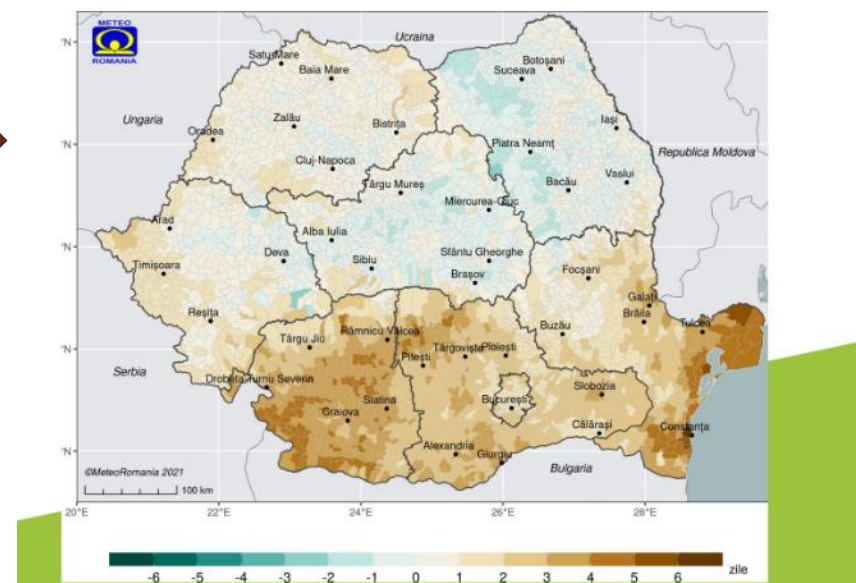 METEO
ROMANIA
Ucraina
°N
Satu Mare
Baia Mare
Botoșani
Suceava
Ungaria
Zalău
Iași
Oradea
Bistrița
°N
Piatra Neamț
Republica Moldova
Cluj-Napoca
Târgu Mureș
Bacău
Vaslui
Miercurea-Ciuc
Arad
Alba Iulia
°N
Deva
Sibiu
Sfântu Gheorghe
Timișoara
Brașov
Focșani
Galați
Reșița
Brăila
Buzău
Tulcea
Târgu Jiu
Râmnicu Vâlcea
°N
Târgoviște
Ploiești
Pitești
Serbia
Drobeta-Turnu Severin
Slobozia
Slatina
București
Craiova
Călărași
Constanța
°N
Alexandria
Giurgiu
Bulgaria
©MeteoRomania 2021
100 km
20°E 22°E 24°E 26°E 28°E
-6 -5 -4 -3 -2 -1 0 1 2 3 4 5 6 zile